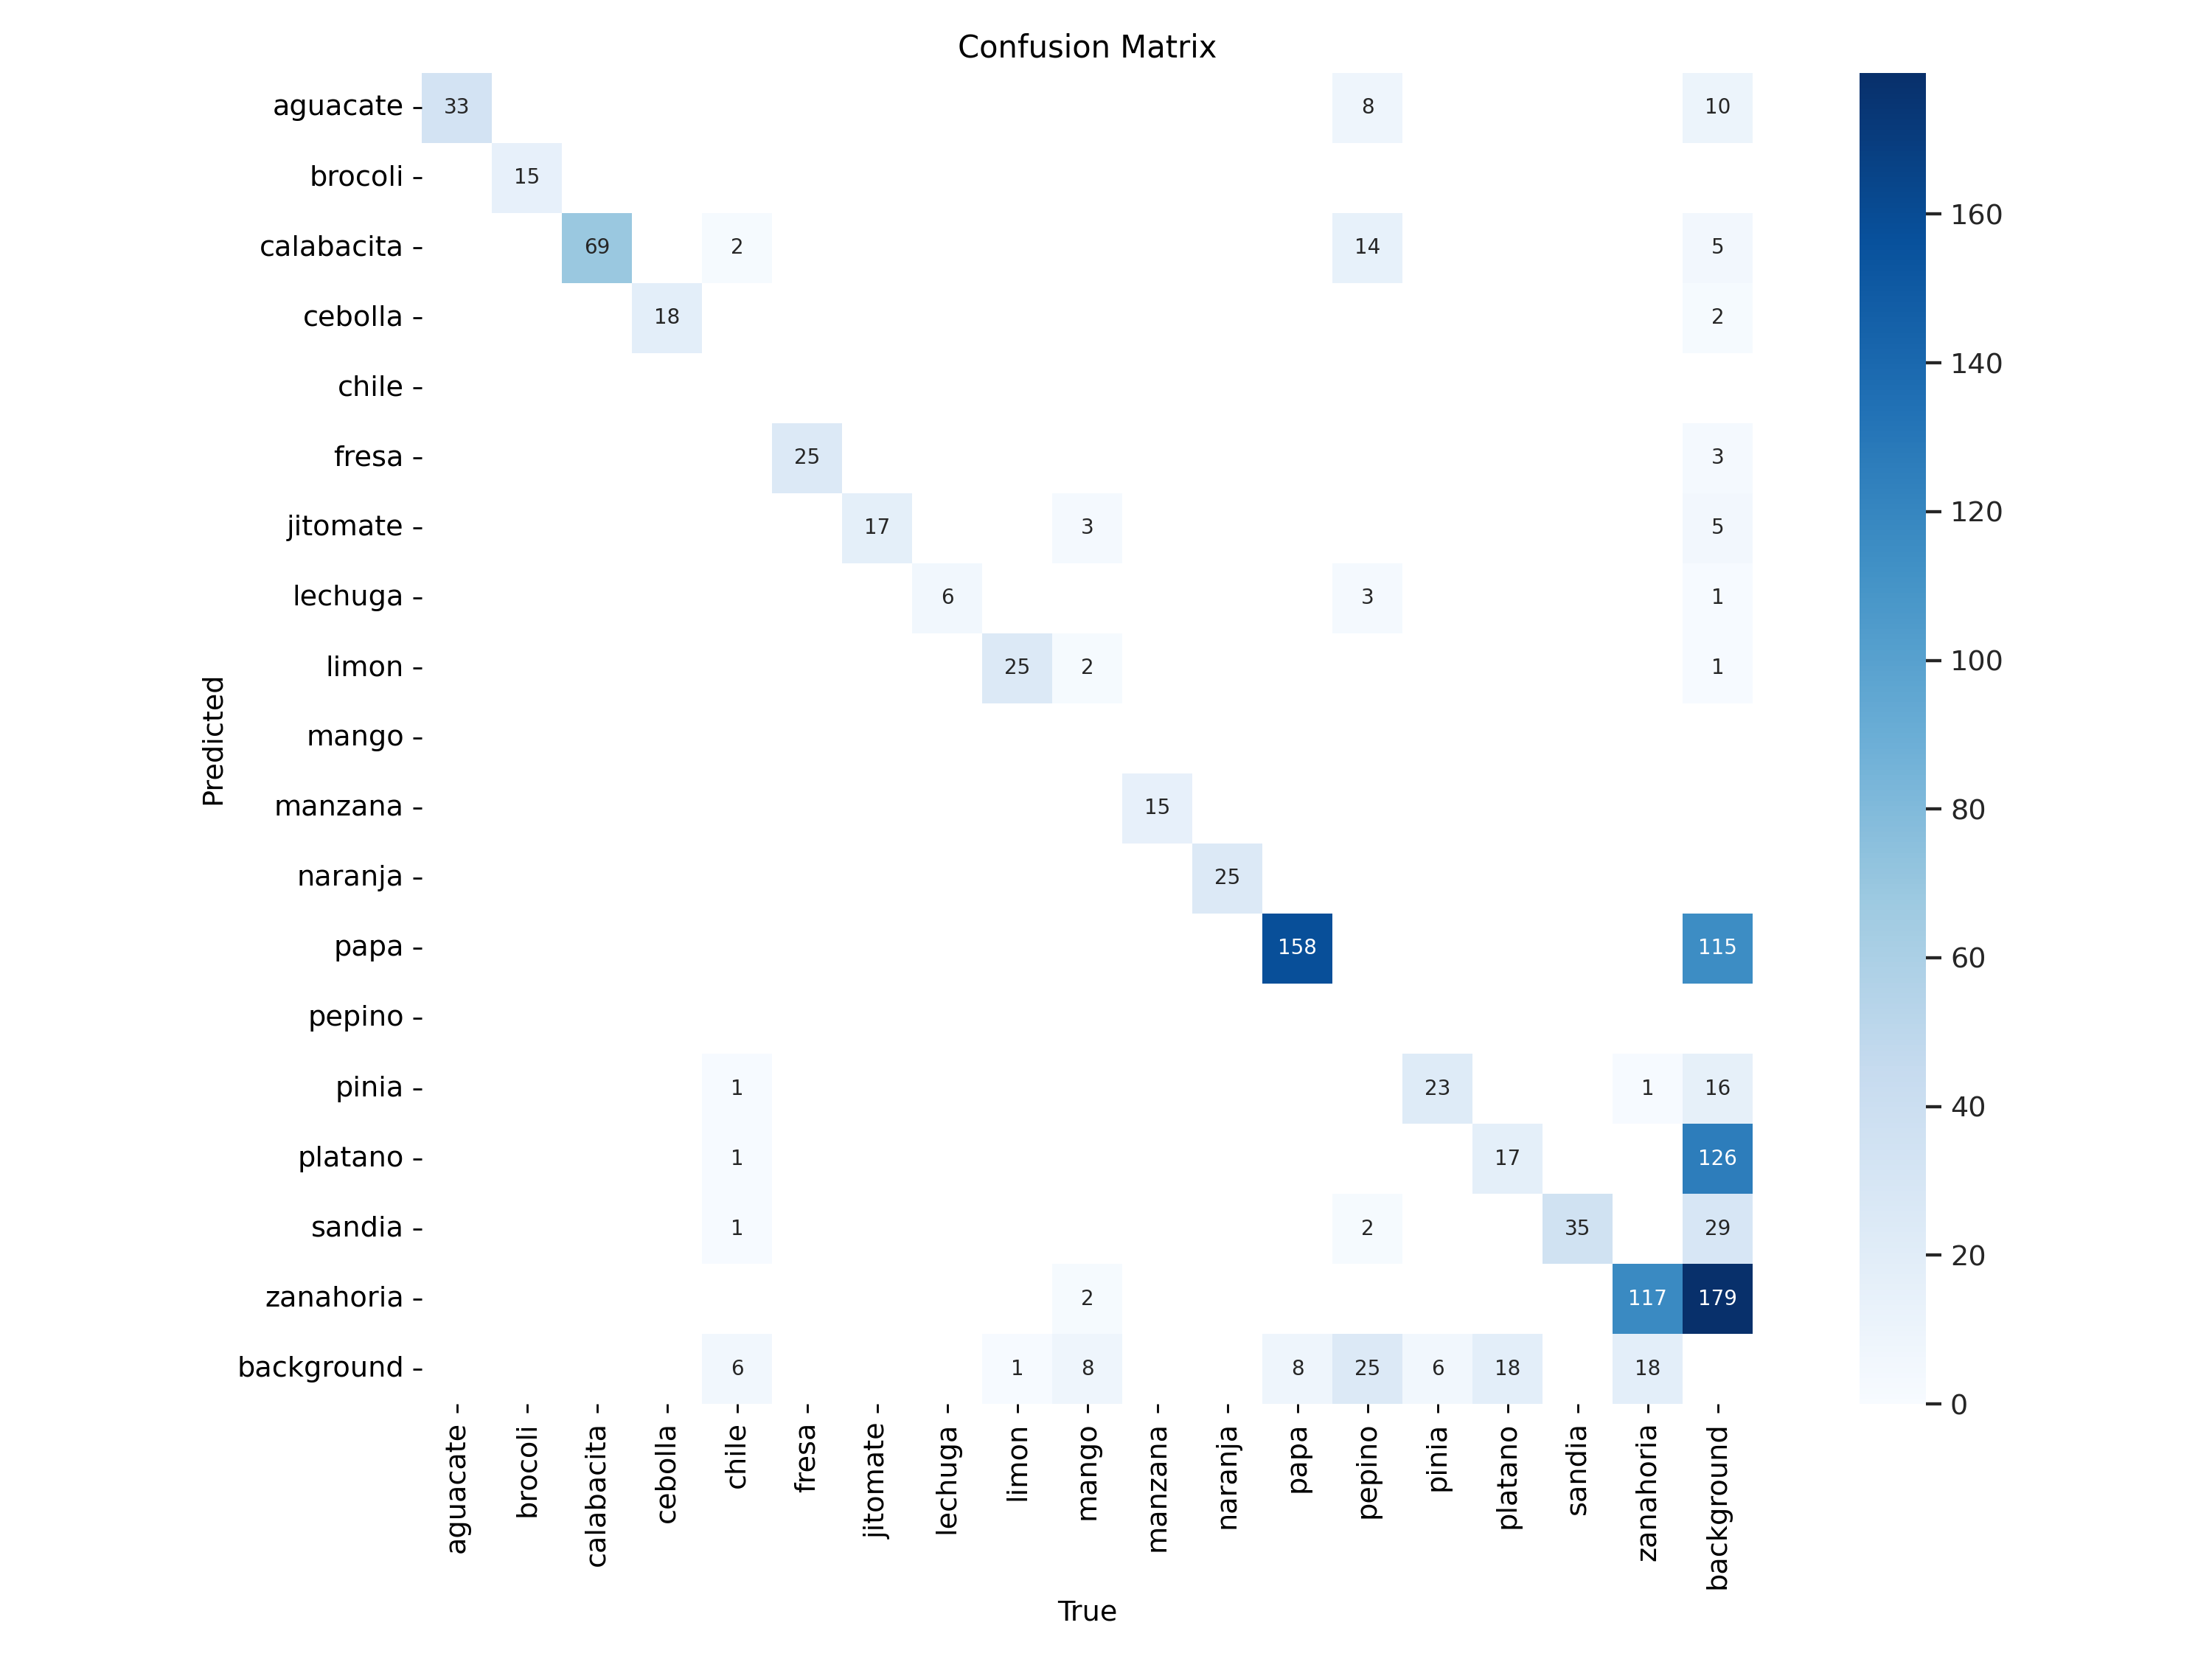 Confusion Matrix
aguacate 33 8 10
brocoli 15
calabacita 69 2 14 5
cebolla 18 2
chile
fresa 25 3
jitomate 17 3 5
lechuga 6 3 1
limon 25 2 1
mango
manzana 15
naranja 25
papa 158 115
pepino
pinia 1 23 1 16
platano 1 17 126
sandia 1 2 35 29
zanahoria 2 117 179
background 6 1 8 8 25 6 18 18
Predicted
aguacate brocoli calabacita cebolla chile fresa jitomate lechuga limon mango manzana naranja papa pepino pinia platano sandia zanahoria background
True
160
140
120
100
80
60
40
20
0